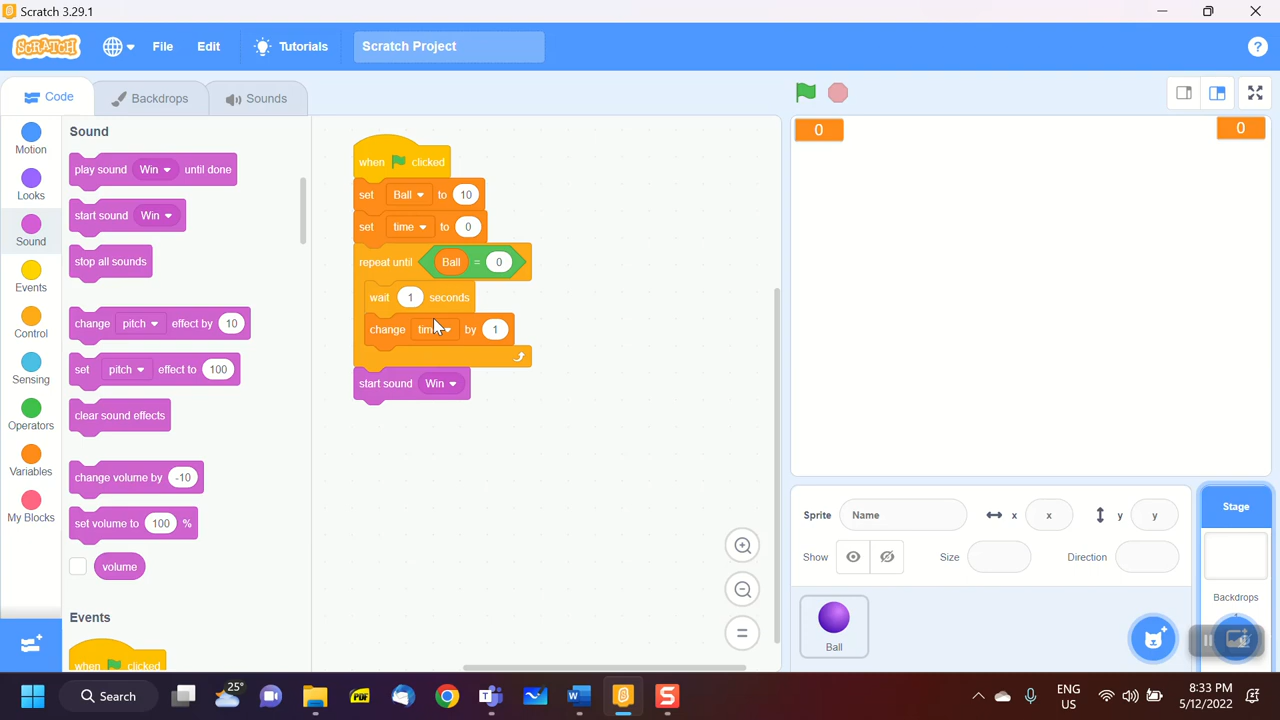 Scratch 3.29.1
SCRATCH File Edit Tutorials Scratch Project ?
Code Backdrops Sounds
Motion
Looks
Sound
Events
Control
Sensing
Operators
Variables
My Blocks
Sound
play sound Win until done
start sound Win
stop all sounds
change pitch effect by 10
set pitch effect to 100
clear sound effects
change volume by -10
set volume to 100 %
volume
Events
when clicked
when clicked
set Ball to 10
set time to 0
repeat until Ball = 0
wait 1 seconds
change by 1
start sound Win
0 0
Sprite Name x x y y
Show Size Direction
Ball
Stage
Backdrops
25°
Search
PDF
ENG
US
8:33 PM
5/12/2022